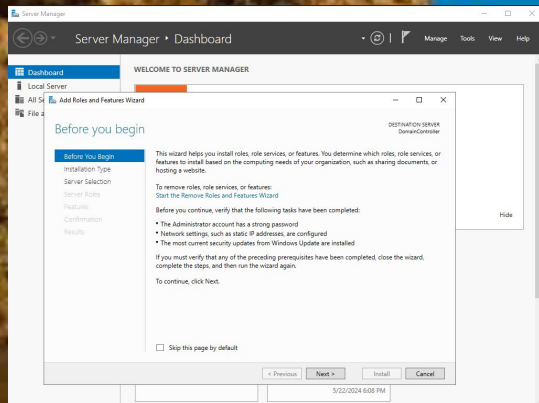 Server Manager
Server Manager • Dashboard
Manage Tools View Help
Dashboard
Local Server
All Se
File a
WELCOME TO SERVER MANAGER
Add Roles and Features Wizard
Before you begin
DESTINATION SERVER
DomainController
Before You Begin
Installation Type
Server Selection
Server Roles
Features
Confirmation
Results
This wizard helps you install roles, role services, or features. You determine which roles, role services, or
features to install based on the computing needs of your organization, such as sharing documents, or
hosting a website.
To remove roles, role services, or features:
Start the Remove Roles and Features Wizard
Before you continue, verify that the following tasks have been completed:
• The Administrator account has a strong password
• Network settings, such as static IP addresses, are configured
• The most current security updates from Windows Update are installed
If you must verify that any of the preceding prerequisites have been completed, close the wizard,
complete the steps, and then run the wizard again.
To continue, click Next.
Skip this page by default
< Previous Next > Install Cancel
Hide
5/22/2024 6:08 PM